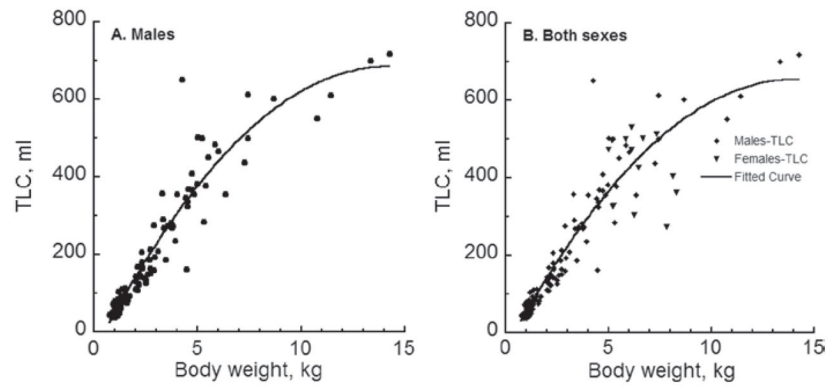 A. Males
TLC, ml
800
600
400
200
0
0
5
10
15
Body weight, kg
B. Both sexes
TLC, ml
800
600
400
200
0
Males-TLC
Females-TLC
Fitted Curve
0
5
10
15
Body weight, kg